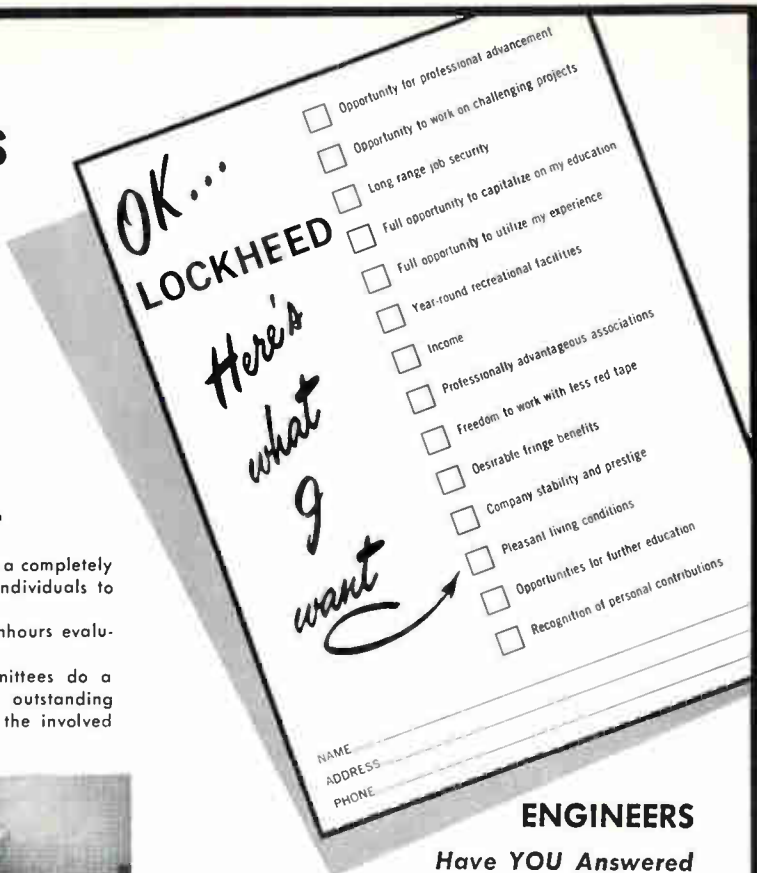 S
OK...
LOCKHEED
Here's
what
I
want
Opportunity for professional advancement
Opportunity to work on challenging projects
Long range job security
Full opportunity to capitalize on my education
Full opportunity to utilize my experience
Year-round recreational facilities
Income
Professionally advantageous associations
Freedom to work with less red tape
Desirable fringe benefits
Company stability and prestige
Pleasant living conditions
Opportunities for further education
Recognition of personal contributions
NAME
ADDRESS
PHONE
a completely
ndividuals to
nhours evalu-
mittees do a
outstanding
the involved
ENGINEERS
Have YOU Answered